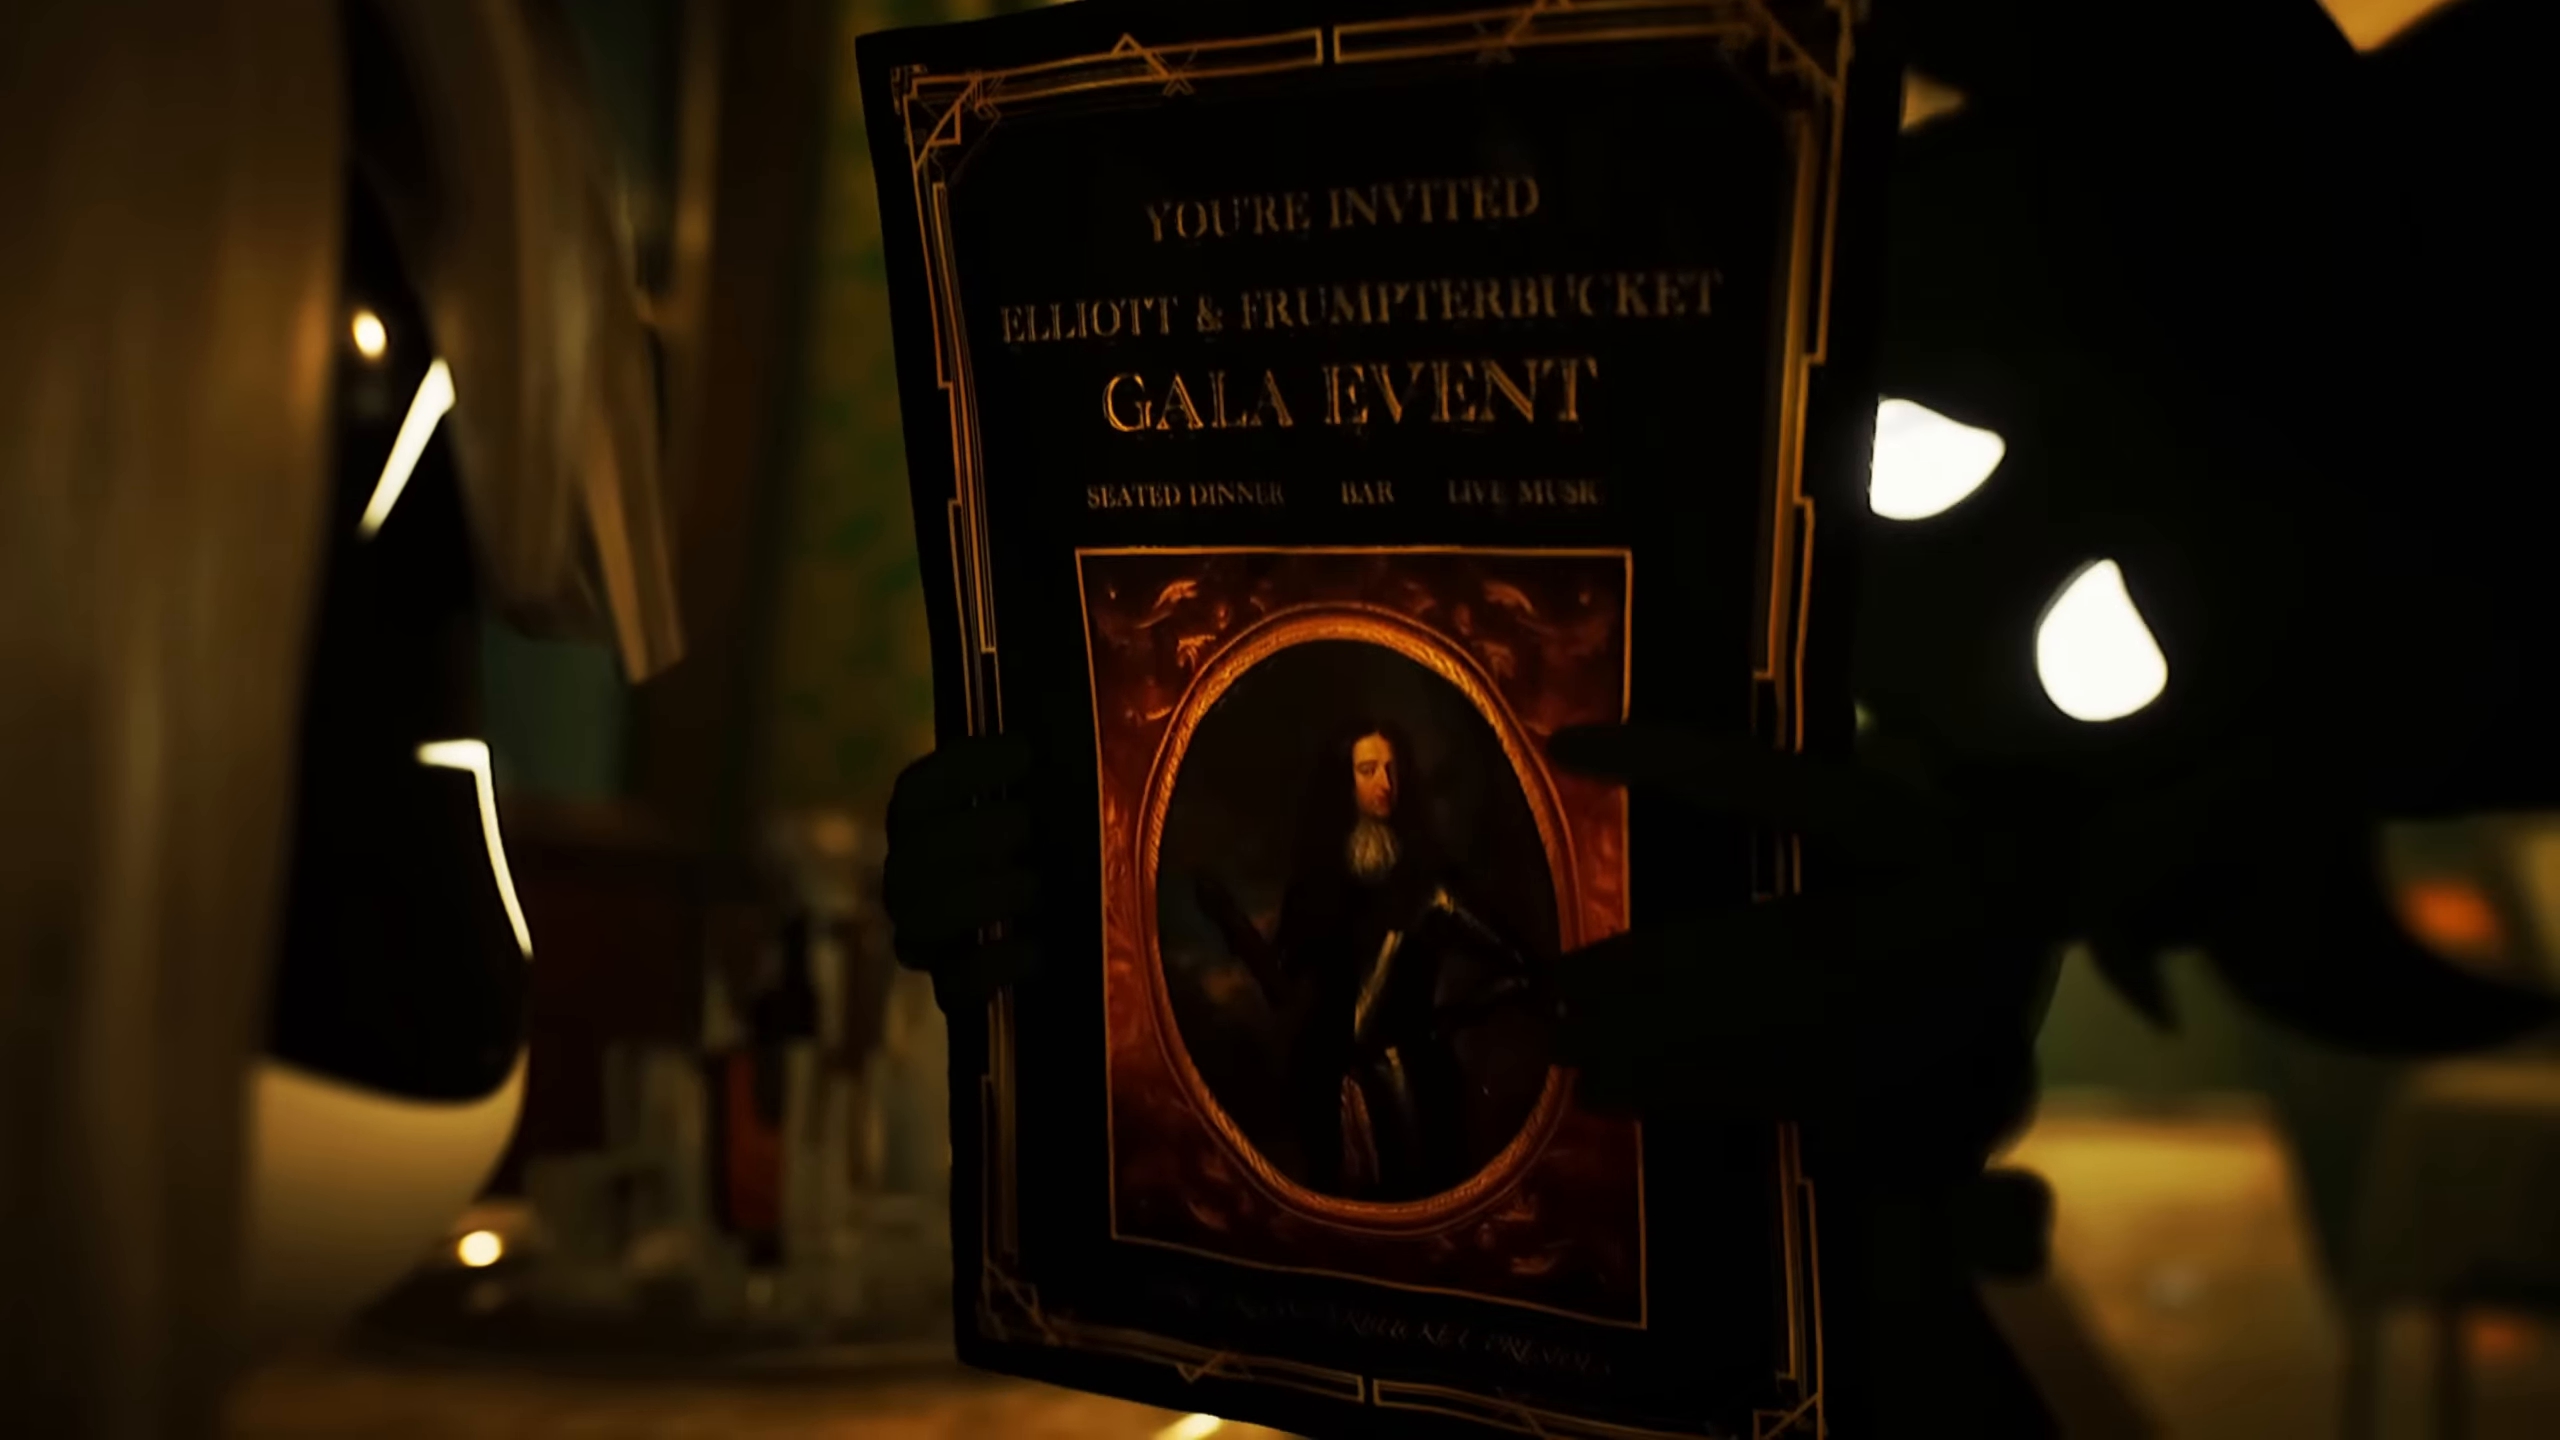 YOU'RE INVITED
ELLIOTT & FRUMPTERBUCKET
GALA EVENT
SEATED DINNER BAR LIVE MUSIC